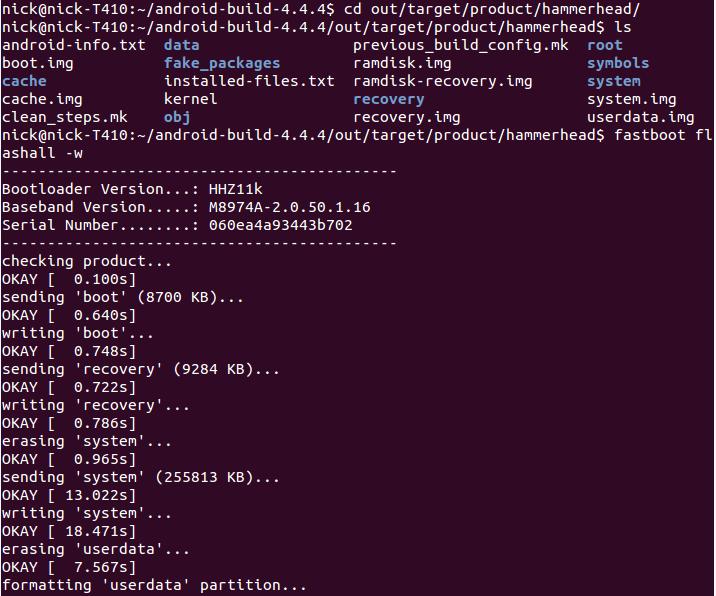 nick@nick-T410:~/android-build-4.4.4$ cd out/target/product/hammerhead/
nick@nick-T410:~/android-build-4.4.4/out/target/product/hammerhead$ ls
android-info.txt  data           previous_build_config.mk  root
boot.img          fake_packages  ramdisk.img               symbols
cache             installed-files.txt  ramdisk-recovery.img      system
cache.img         kernel         recovery                  system.img
clean_steps.mk    obj            recovery.img              userdata.img
nick@nick-T410:~/android-build-4.4.4/out/target/product/hammerhead$ fastboot fl
ashall -w
--------------------------------------------
Bootloader Version...: HHZ11k
Baseband Version.....: M8974A-2.0.50.1.16
Serial Number........: 060ea4a93443b702
--------------------------------------------
checking product...
OKAY [  0.100s]
sending 'boot' (8700 KB)...
OKAY [  0.640s]
writing 'boot'...
OKAY [  0.748s]
sending 'recovery' (9284 KB)...
OKAY [  0.722s]
writing 'recovery'...
OKAY [  0.786s]
erasing 'system'...
OKAY [  0.965s]
sending 'system' (255813 KB)...
OKAY [ 13.022s]
writing 'system'...
OKAY [ 18.471s]
erasing 'userdata'...
OKAY [  7.567s]
formatting 'userdata' partition...